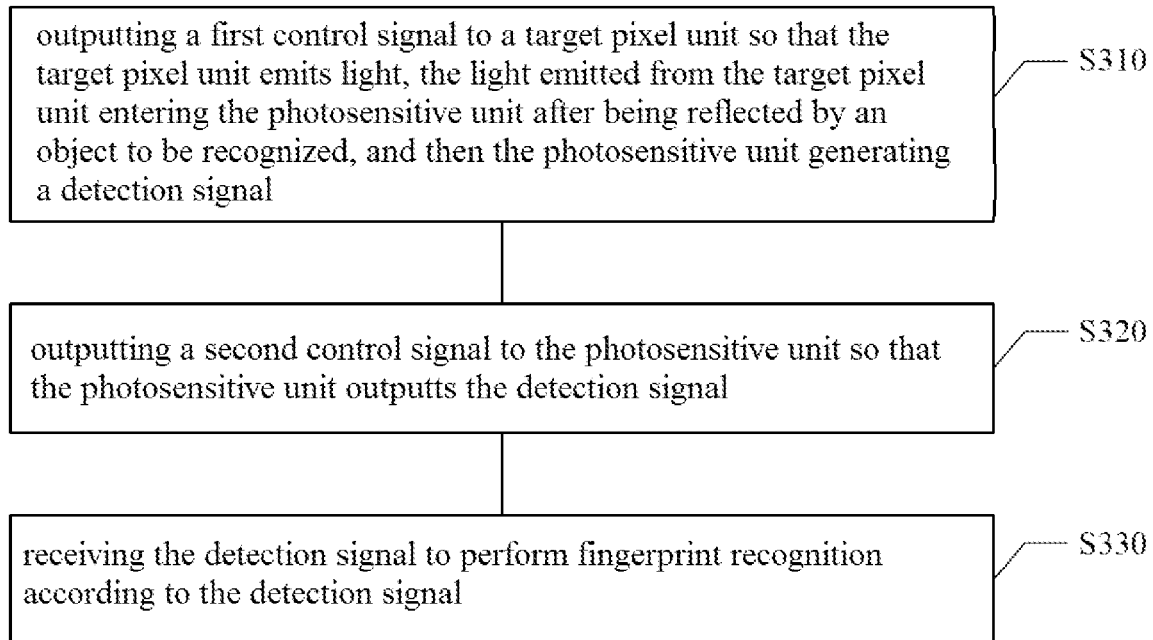 outputting a first control signal to a target pixel unit so that the
target pixel unit emits light, the light emitted from the target pixel
unit entering the photosensitive unit after being reflected by an
object to be recognized, and then the photosensitive unit generating
a detection signal
S310
outputting a second control signal to the photosensitive unit so that
the photosensitive unit outputts the detection signal
S320
receiving the detection signal to perform fingerprint recognition
according to the detection signal
S330